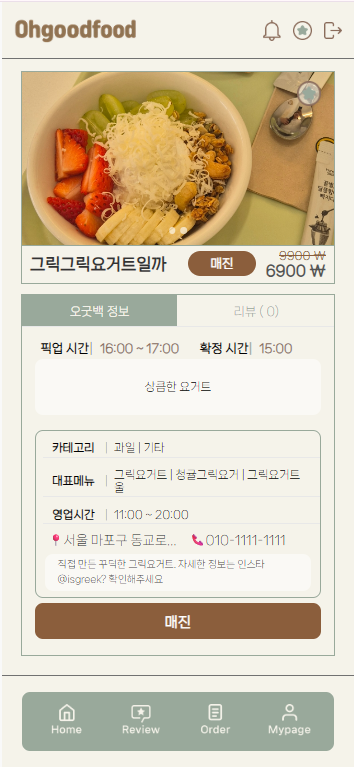 Ohgoodfood
그릭그릭요거트일까
매진
9900 ₩
6900 ₩
오굿백 정보
리뷰 ( 0)
픽업 시간| 16:00 ~ 17:00 확정 시간| 15:00
상큼한 요거트
카테고리 | 과일 | 기타
대표메뉴 | 그릭요거트 | 청귤그릭요기 | 그릭요거트
올
영업시간 | 11:00 ~ 20:00
서울 마포구 동교로... 010-1111-1111
직접 만든 꾸덕한 그릭요거트. 자세한 정보는 인스타
@isgreek? 확인해주세요
매진
Home
Review
Order
Mypage